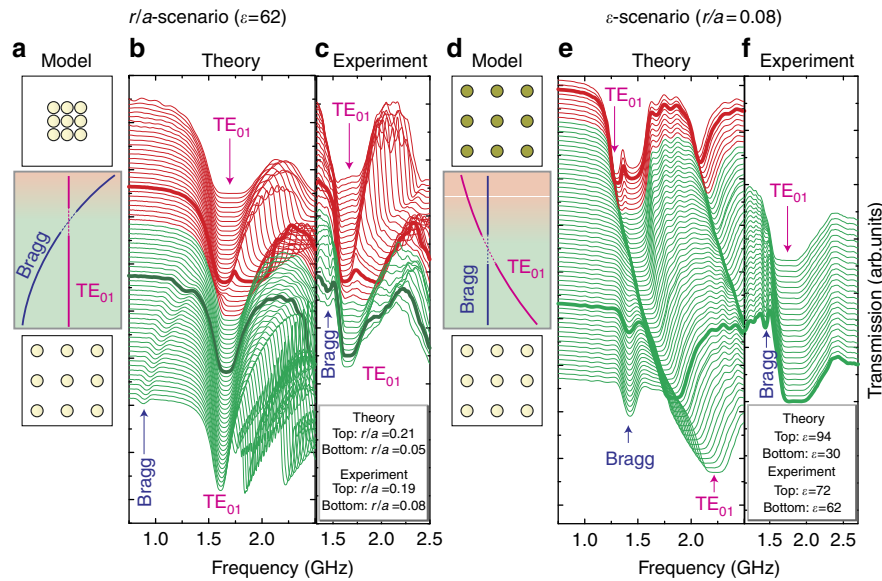 r/a-scenario (ε=62)
ε-scenario (r/a=0.08)
a
b
c
d
e
f
Model
Theory
Experiment
Model
Theory
Experiment
TE01
TE01
TE01
TE01
Bragg
TE01
Bragg
TE01
Bragg
TE01
Bragg
TE01
Bragg
TE01
Bragg
Theory
Top: r/a=0.21
Bottom: r/a=0.05
Experiment
Top: r/a=0.19
Bottom: r/a=0.08
Theory
Top: ε=94
Bottom: ε=30
Experiment
Top: ε=72
Bottom: ε=62
Transmission (arb.units)
1.0 1.5 2.0 1.5 2.0 2.5
1.0 1.5 2.0 1.5 2.0 2.5
Frequency (GHz)
Frequency (GHz)